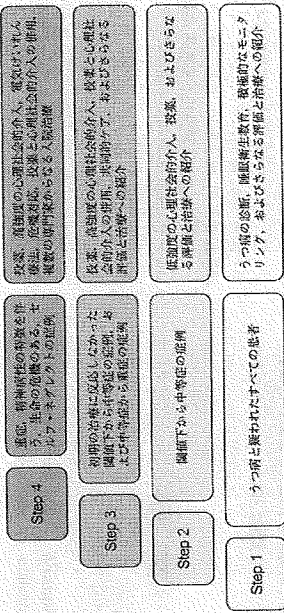 Step 4
重症，精神病性の特徴を伴
う，生命の危機のある，セ
ルフ・ネグレクトの症例
投薬，高強度の心理社会的介入，電気けいれん
療法，危機対応，投薬と心理社会的介入の併用，
複数の専門家からなる入院治療
Step 3
初期の治療に反応しなかった
閾値下から中等症の症例，お
よび中等症から重症の症例
投薬，高強度の心理社会的介入，投薬と心理社
会的介入の併用，共同的ケア，およびさらなる
評価と治療への紹介
Step 2
閾値下から中等症の症例
低強度の心理社会的介入，投薬，およびさらな
る評価と治療への紹介
Step 1
うつ病と疑われたすべての患者
うつ病の診断，睡眠衛生教育，積極的なモニタ
リング，およびさらなる評価と治療への紹介